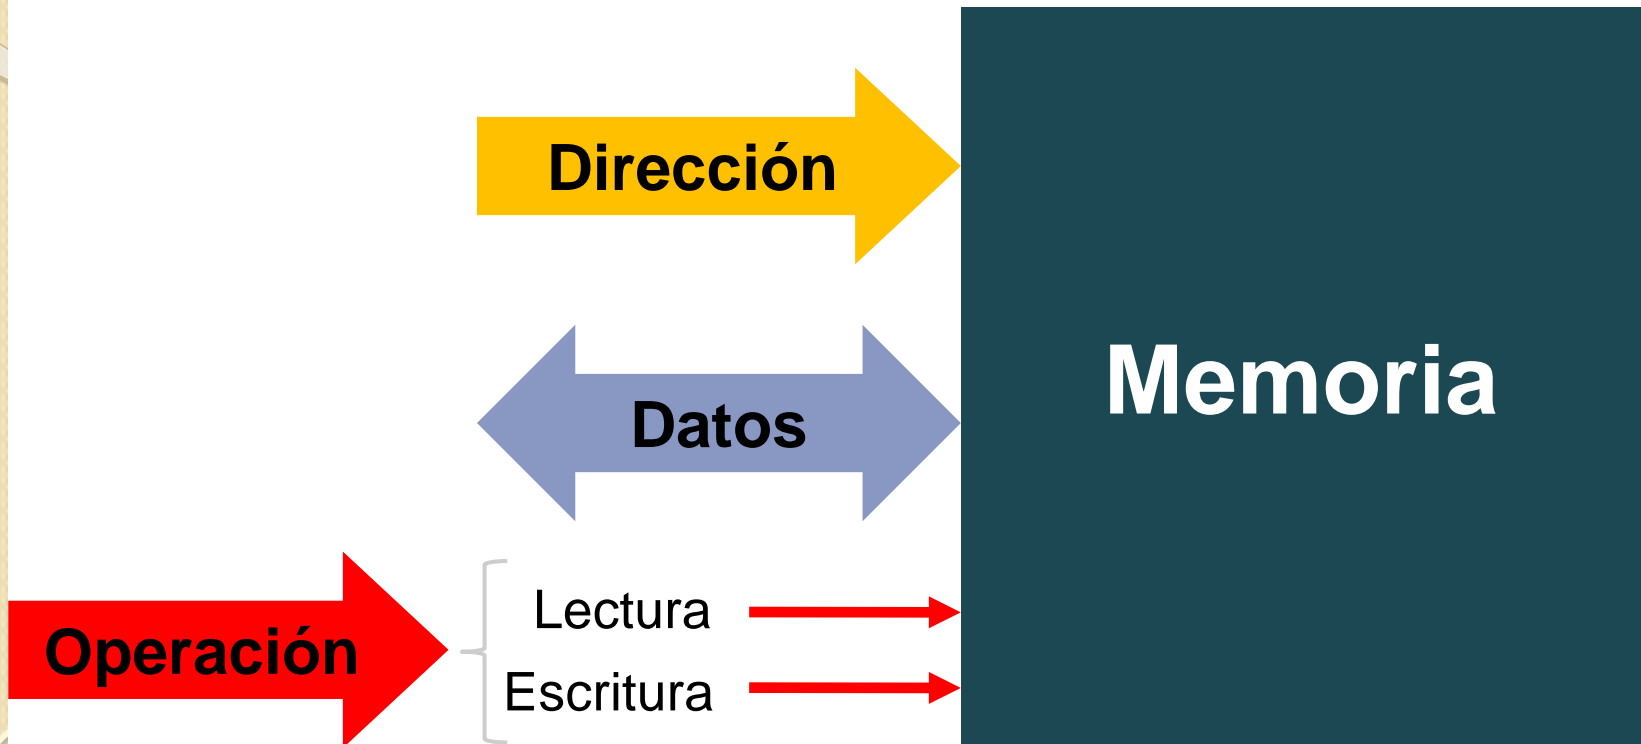 Dirección
Memoria
Datos
Lectura
Operación
Escritura